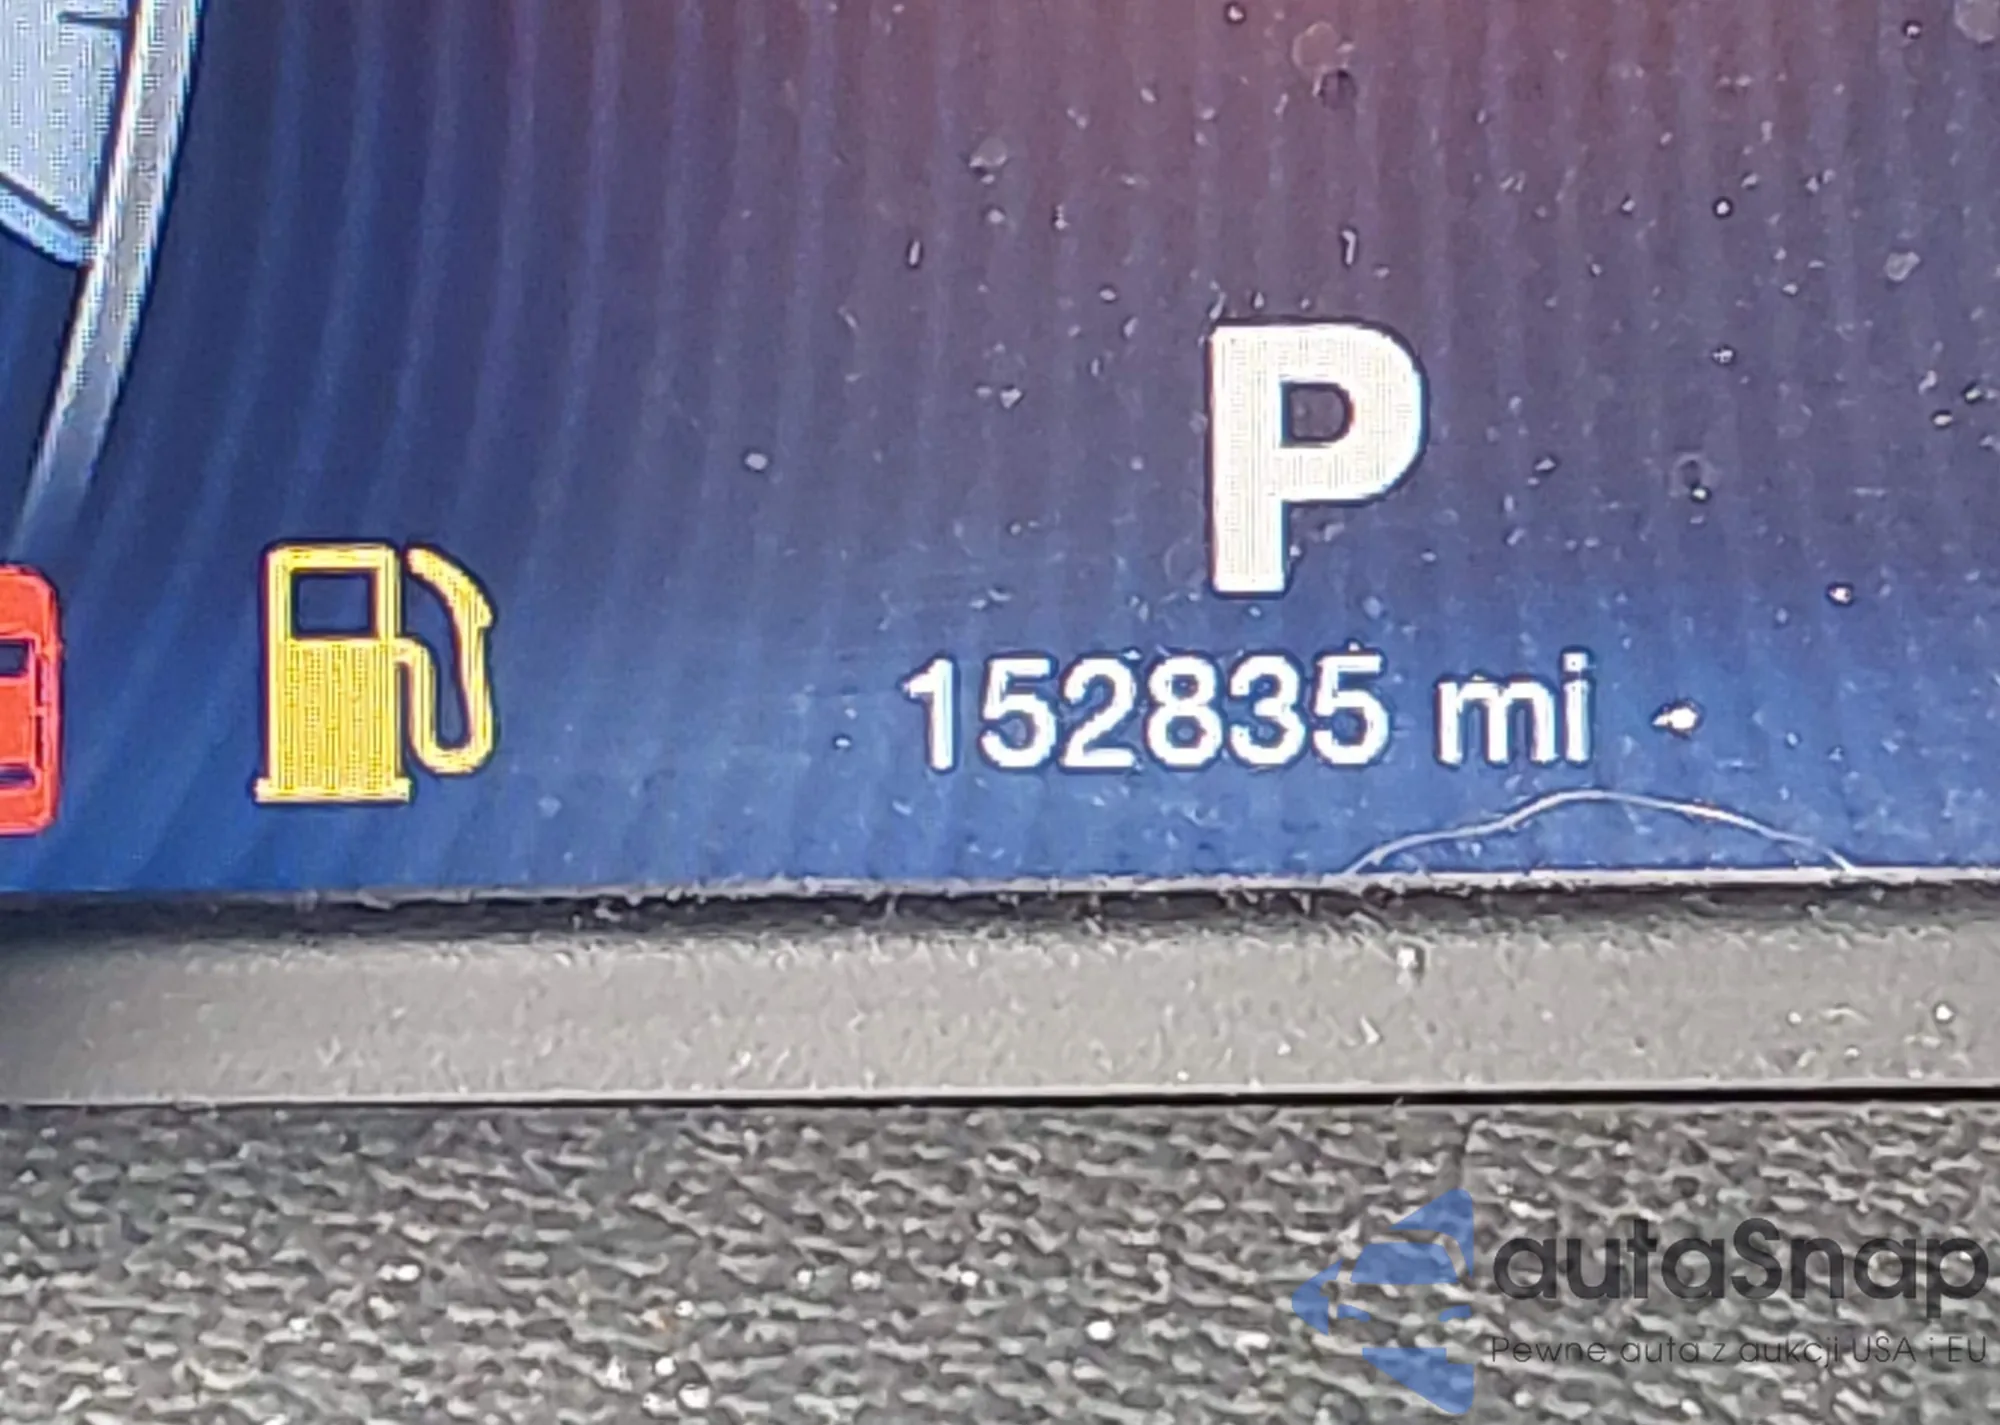 P
152835 mi
autaSnap
Pewne auta z aukcji USA i EU